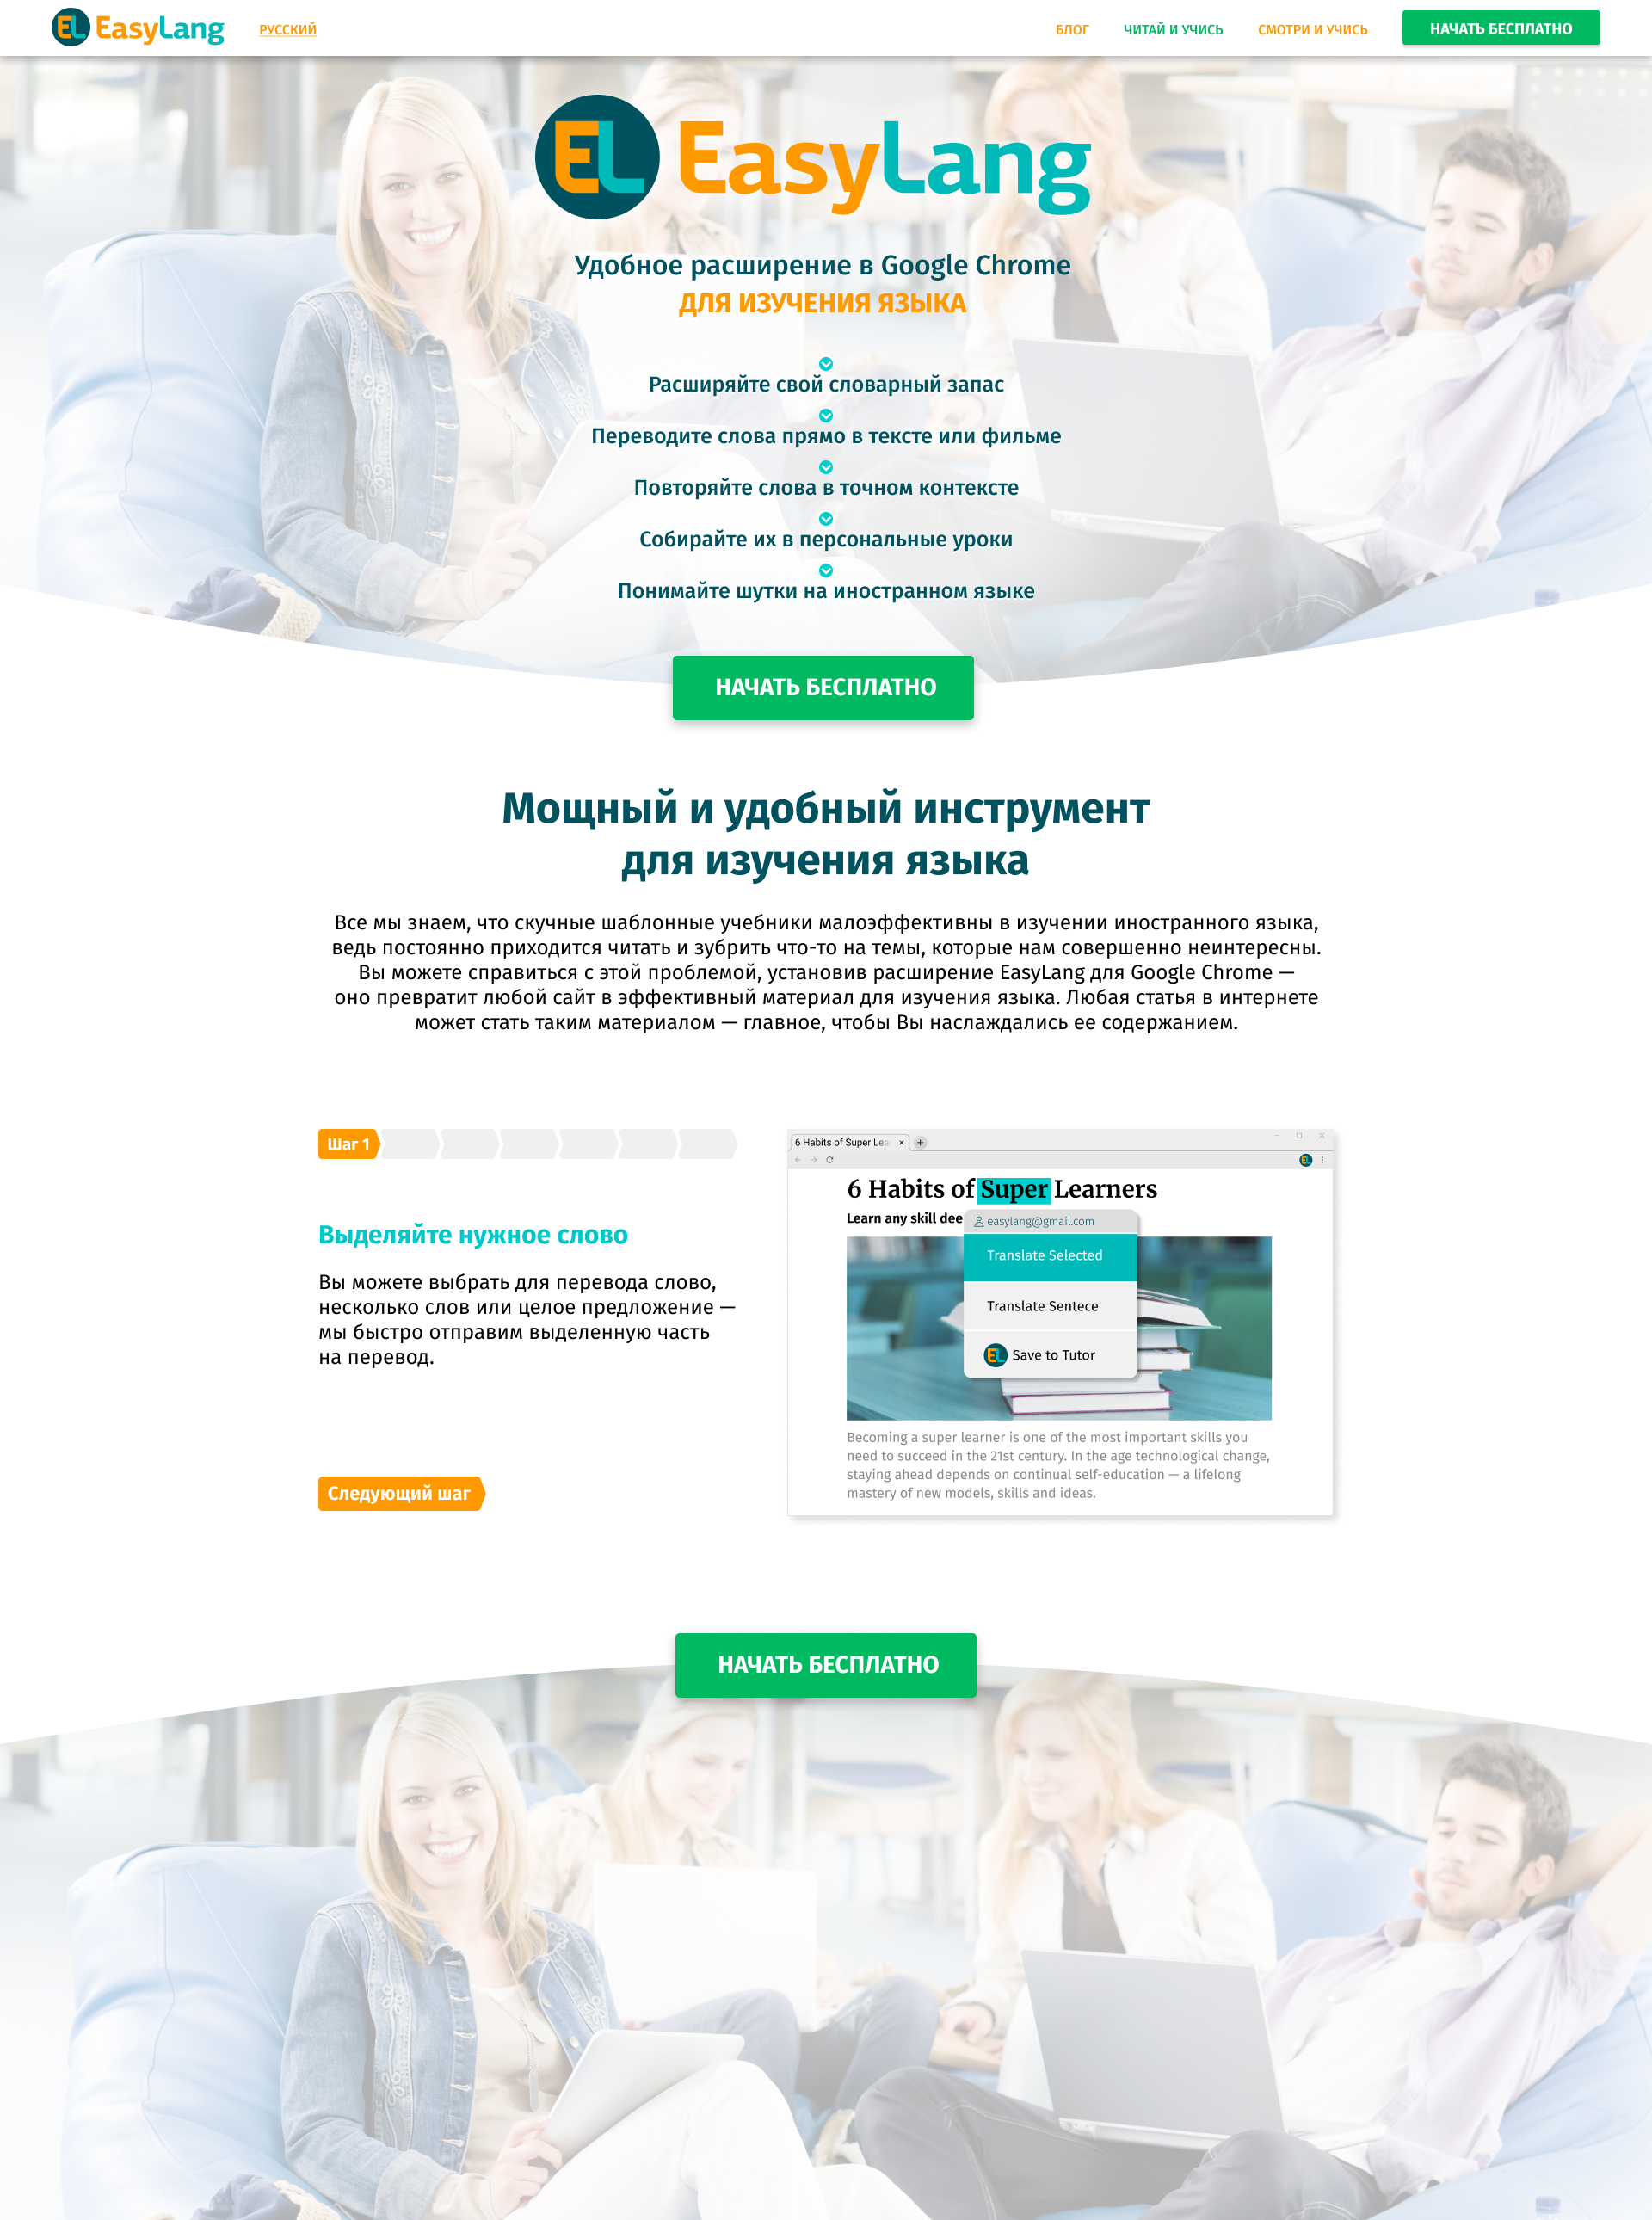 EL EasyLang
РУССКИЙ
БЛОГ
ЧИТАЙ И УЧИСЬ
СМОТРИ И УЧИСЬ
НАЧАТЬ БЕСПЛАТНО
EL EasyLang
Удобное расширение в Google Chrome
ДЛЯ ИЗУЧЕНИЯ ЯЗЫКА
Расширяйте свой словарный запас
Переводите слова прямо в тексте или фильме
Повторяйте слова в точном контексте
Собирайте их в персональные уроки
Понимайте шутки на иностранном языке
НАЧАТЬ БЕСПЛАТНО
Мощный и удобный инструмент
для изучения языка
Все мы знаем, что скучные шаблонные учебники малоэффективны в изучении иностранного языка,
ведь постоянно приходится читать и зубрить что-то на темы, которые нам совершенно неинтересны.
Вы можете справиться с этой проблемой, установив расширение EasyLang для Google Chrome —
оно превратит любой сайт в эффективный материал для изучения языка. Любая статья в интернете
может стать таким материалом — главное, чтобы Вы наслаждались ее содержанием.
Шаг 1
Выделяйте нужное слово
Вы можете выбрать для перевода слово,
несколько слов или целое предложение —
мы быстро отправим выделенную часть
на перевод.
Следующий шаг
6 Habits of Super Lea
EL
6 Habits of Super Learners
Learn any skill dee
easylang@gmail.com
Translate Selected
Translate Sentece
EL Save to Tutor
Becoming a super learner is one of the most important skills you
need to succeed in the 21st century. In the age technological change,
staying ahead depends on continual self-education — a lifelong
mastery of new models, skills and ideas.
НАЧАТЬ БЕСПЛАТНО